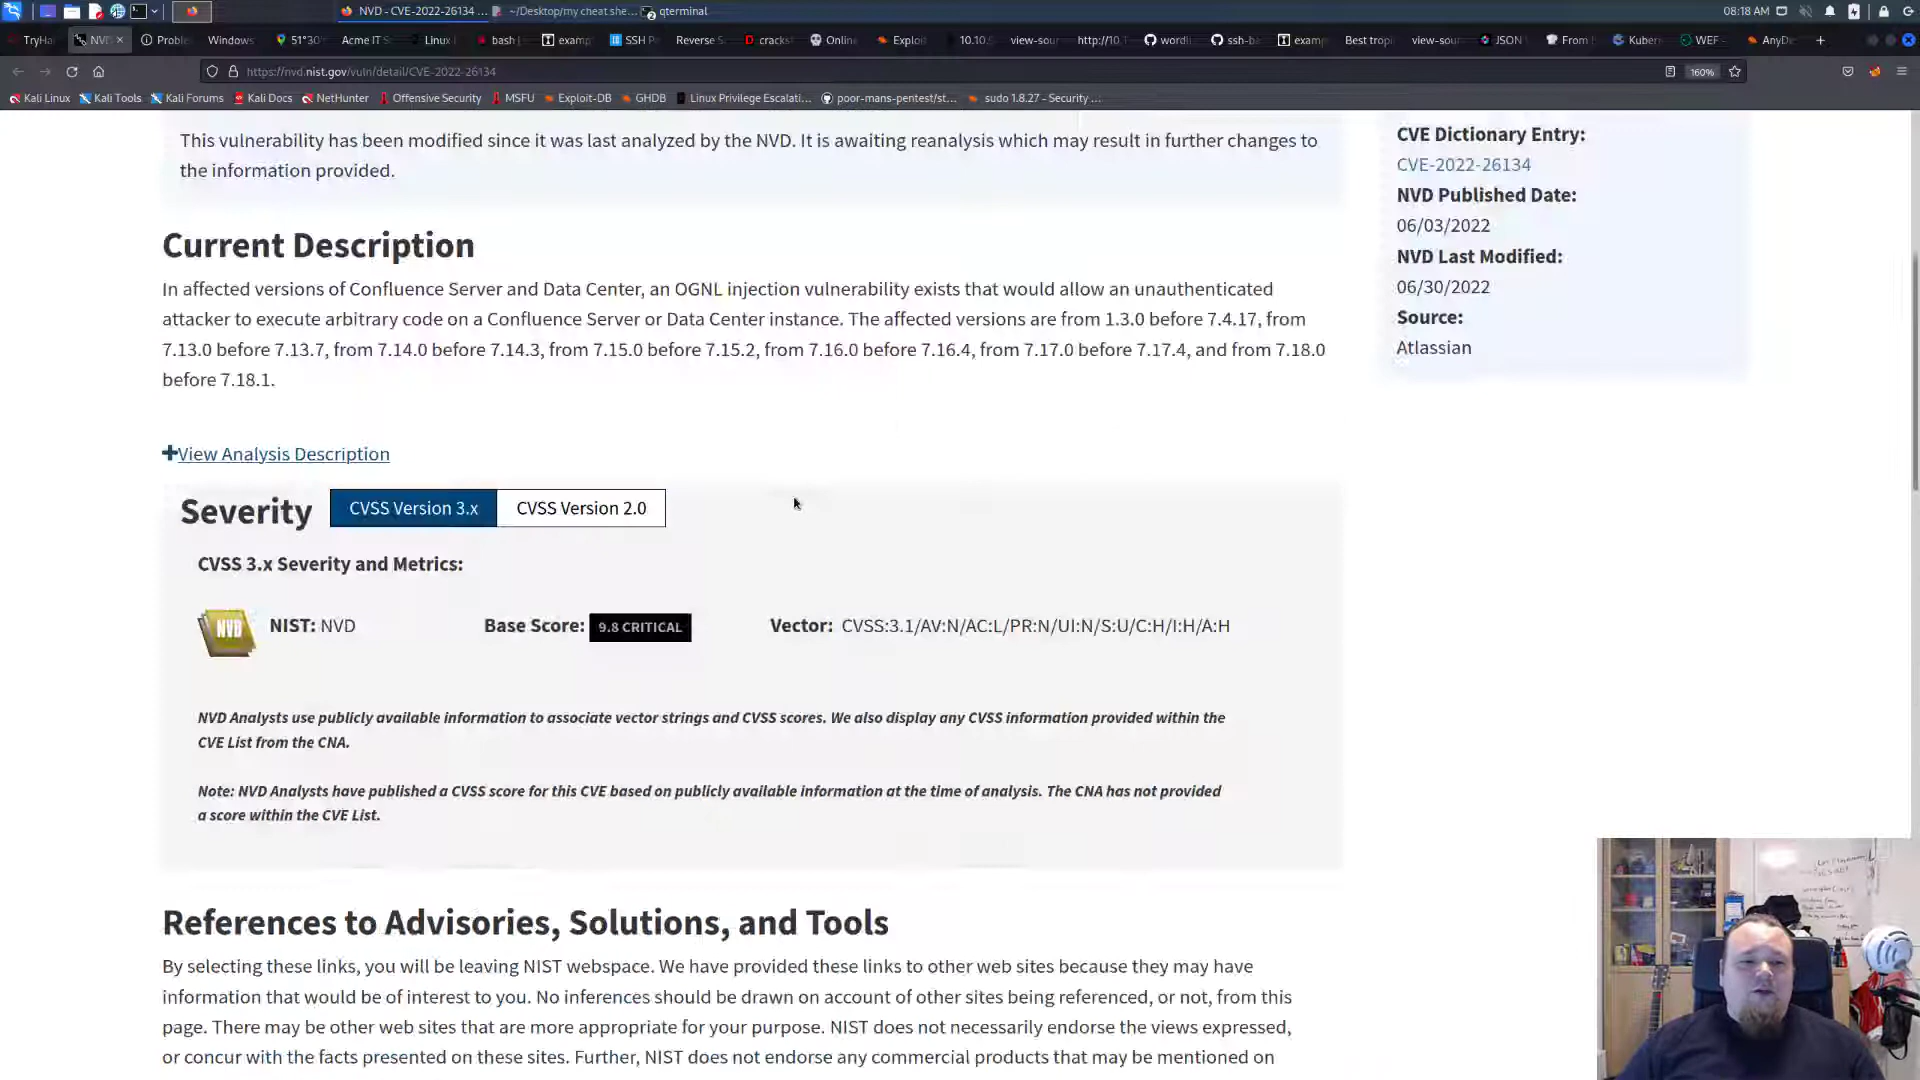 NVD - CVE-2022-26134 ...
~/Desktop/my cheat she...
qterminal
08:18 AM
TryHa
NVD
Proble
Windows
51°30'
Acme IT S
Linux
bash
examp
SSH P
Reverse S
cracks
Online
Exploit
10.10.
view-sour
http://10.1
wordli
ssh-ba
examp
Best tropi
view-sour
JSON
From
Kuber
WEF -
AnyDe
https://nvd.nist.gov/vuln/detail/CVE-2022-26134
160%
Kali Linux
Kali Tools
Kali Forums
Kali Docs
NetHunter
Offensive Security
MSFU
Exploit-DB
GHDB
Linux Privilege Escalati...
poor-mans-pentest/st...
sudo 1.8.27 - Security ...
This vulnerability has been modified since it was last analyzed by the NVD. It is awaiting reanalysis which may result in further changes to
the information provided.
Current Description
In affected versions of Confluence Server and Data Center, an OGNL injection vulnerability exists that would allow an unauthenticated
attacker to execute arbitrary code on a Confluence Server or Data Center instance. The affected versions are from 1.3.0 before 7.4.17, from
7.13.0 before 7.13.7, from 7.14.0 before 7.14.3, from 7.15.0 before 7.15.2, from 7.16.0 before 7.16.4, from 7.17.0 before 7.17.4, and from 7.18.0
before 7.18.1.
View Analysis Description
Severity
CVSS Version 3.x
CVSS Version 2.0
CVSS 3.x Severity and Metrics:
NVD
NIST: NVD
Base Score: 9.8 CRITICAL
Vector: CVSS:3.1/AV:N/AC:L/PR:N/UI:N/S:U/C:H/I:H/A:H
NVD Analysts use publicly available information to associate vector strings and CVSS scores. We also display any CVSS information provided within the
CVE List from the CNA.
Note: NVD Analysts have published a CVSS score for this CVE based on publicly available information at the time of analysis. The CNA has not provided
a score within the CVE List.
References to Advisories, Solutions, and Tools
By selecting these links, you will be leaving NIST webspace. We have provided these links to other web sites because they may have
information that would be of interest to you. No inferences should be drawn on account of other sites being referenced, or not, from this
page. There may be other web sites that are more appropriate for your purpose. NIST does not necessarily endorse the views expressed,
or concur with the facts presented on these sites. Further, NIST does not endorse any commercial products that may be mentioned on
CVE Dictionary Entry:
CVE-2022-26134
NVD Published Date:
06/03/2022
NVD Last Modified:
06/30/2022
Source:
Atlassian